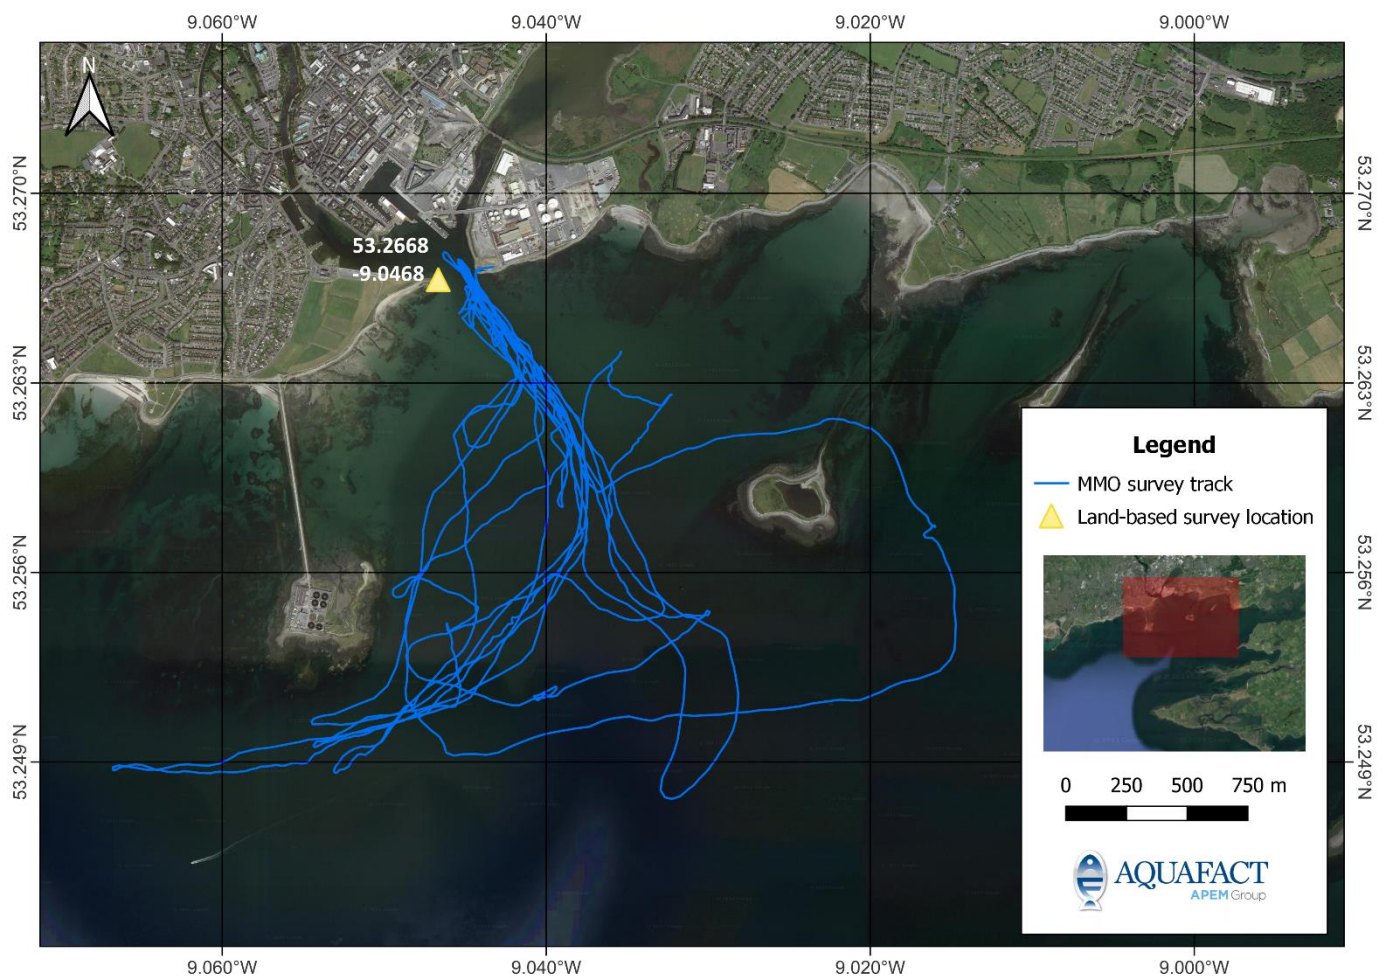 9.060°W 9.040°W 9.020°W 9.000°W
N
53.270°N 53.270°N
53.2668
-9.0468
53.263°N 53.263°N
Legend
MMO survey track
Land-based survey location
53.256°N 53.256°N
53.249°N 53.249°N
0 250 500 750 m
AQUAFACT
APEM Group
9.060°W 9.040°W 9.020°W 9.000°W